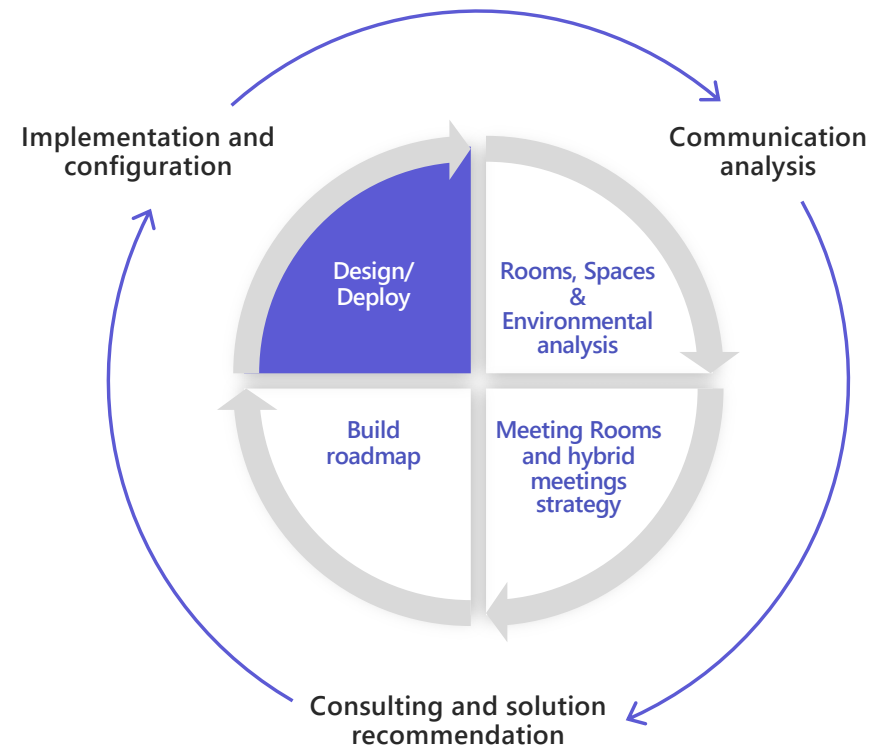 Implementation and
configuration
Communication
analysis
Design/
Deploy
Rooms, Spaces
&
Environmental
analysis
Build
roadmap
Meeting Rooms
and hybrid
meetings
strategy
Consulting and solution
recommendation